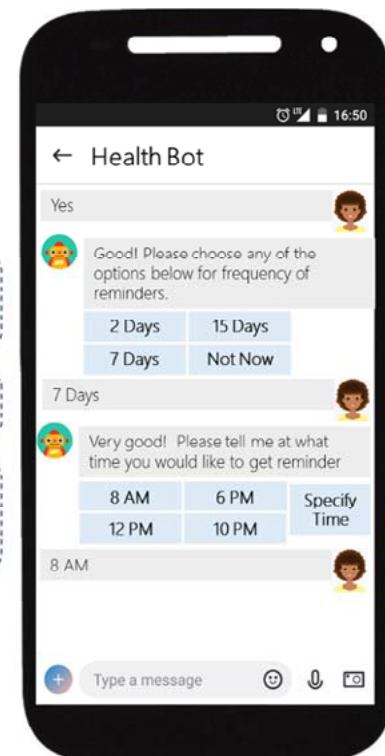 LTE 16:50
← Health Bot
Yes
Good! Please choose any of the
options below for frequency of
reminders.
2 Days 15 Days
7 Days Not Now
7 Days
Very good! Please tell me at what
time you would like to get reminder
8 AM 6 PM Specify
12 PM 10 PM Time
8 AM
Type a message